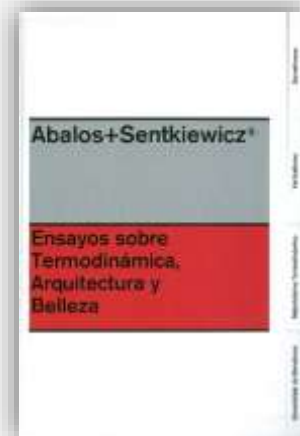 Abalos+Sentkiewicz*
Ensayos sobre
Termodinámica,
Arquitectura y
Belleza